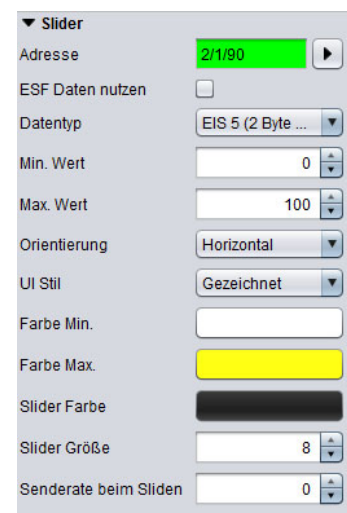 ▼ Slider
Adresse 2/1/90
ESF Daten nutzen
Datentyp EIS 5 (2 Byte ...
Min. Wert 0
Max. Wert 100
Orientierung Horizontal
UI Stil Gezeichnet
Farbe Min.
Farbe Max.
Slider Farbe
Slider Größe 8
Senderate beim Sliden 0